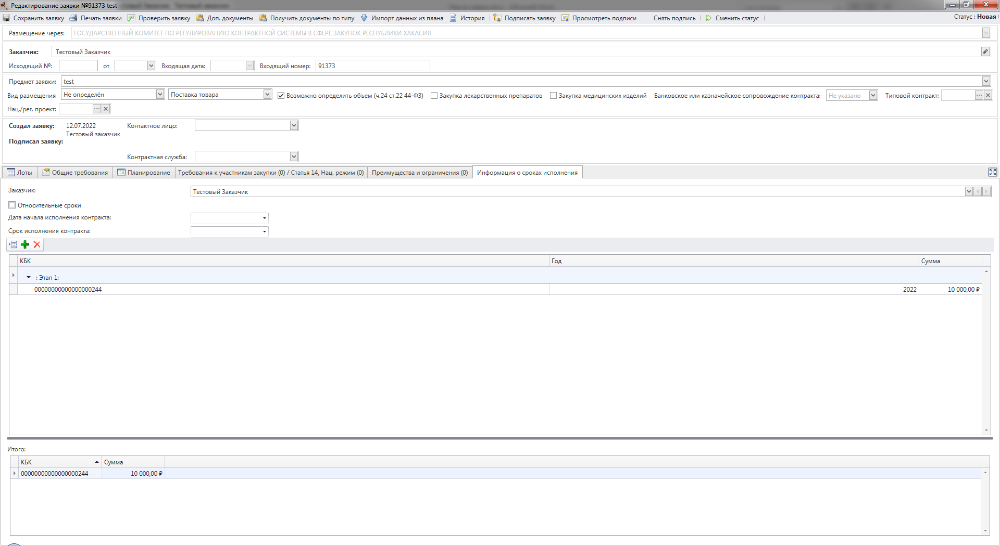 Редактирование заявки №91373 test
Сохранить заявку Печать заявки Проверить заявку Доп. документы Получить документы по типу Импорт данных из плана История Подписать заявку Просмотреть подписи Снять подпись Сменить статус Статус : Новая
Размещение через: ГОСУДАРСТВЕННЫЙ КОМИТЕТ ПО РЕГУЛИРОВАНИЮ КОНТРАКТНОЙ СИСТЕМЫ В СФЕРЕ ЗАКУПОК РЕСПУБЛИКИ ХАКАСИЯ
Заказчик: Тестовый Заказчик
Исходящий №: от Входящая дата: Входящий номер: 91373
Предмет заявки: test
Вид размещения Не определён Поставка товара Возможно определить объем (ч.24 ст.22 44-ФЗ) Закупка лекарственных препаратов Закупка медицинских изделий Банковское или казначейское сопровождение контракта: Не указано Типовой контракт:
Нац./рег. проект:
Создал заявку: 12.07.2022 Контактное лицо:
Тестовый заказчик
Подписал заявку:
Контрактная служба:
Лоты Общие требования Планирование Требования к участникам закупки (0) / Статья 14, Нац. режим (0) Преимущества и ограничения (0) Информация о сроках исполнения
Заказчик: Тестовый Заказчик
Относительные сроки
Дата начала исполнения контракта:
Срок исполнения контракта:
КБК Год Сумма
: Этап 1:
00000000000000000244 2022 10 000,00 ₽
Итого:
КБК Сумма
00000000000000000244 10 000,00 ₽